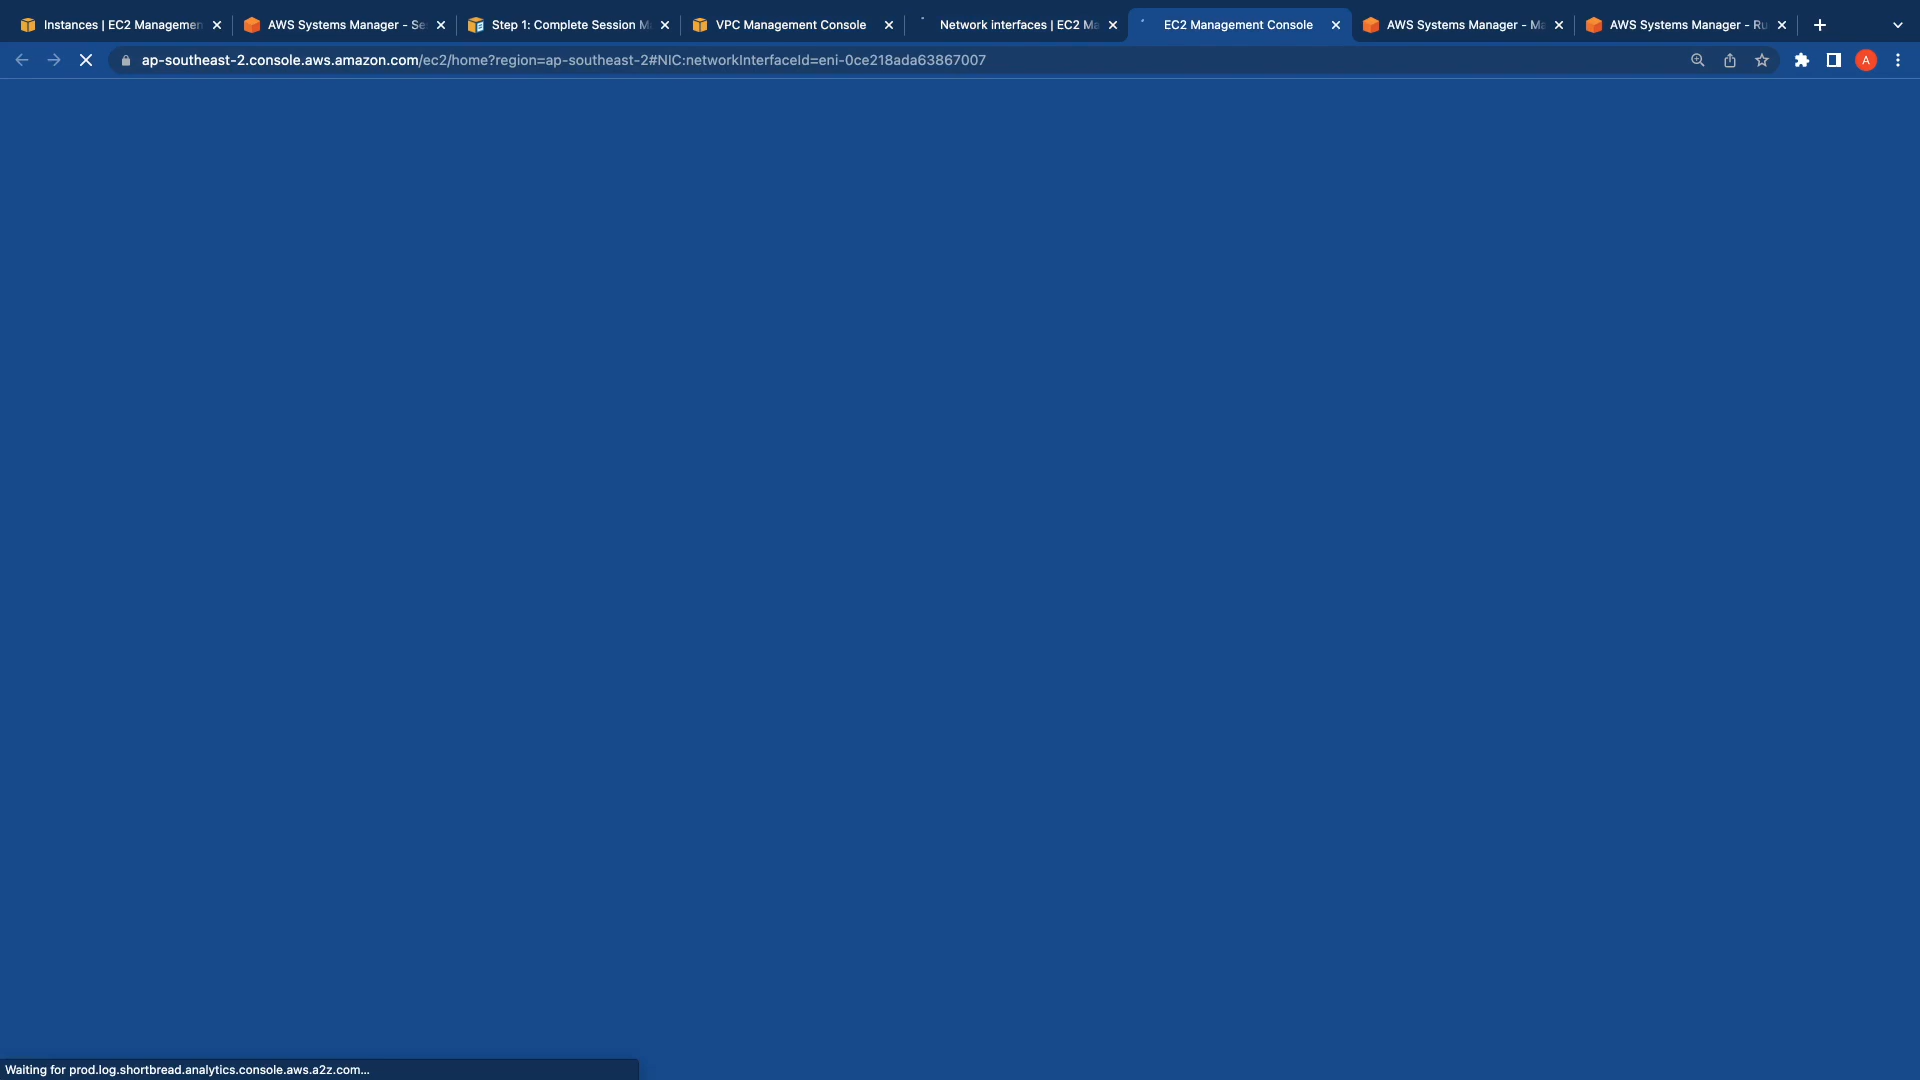 Instances | EC2 Managemen
AWS Systems Manager - Se
Step 1: Complete Session M
VPC Management Console
Network interfaces | EC2 Ma
EC2 Management Console
AWS Systems Manager - Ma
AWS Systems Manager - Ru
ap-southeast-2.console.aws.amazon.com/ec2/home?region=ap-southeast-2#NIC:networkInterfaceId=eni-0ce218ada63867007
A
Waiting for prod.log.shortbread.analytics.console.aws.a2z.com...